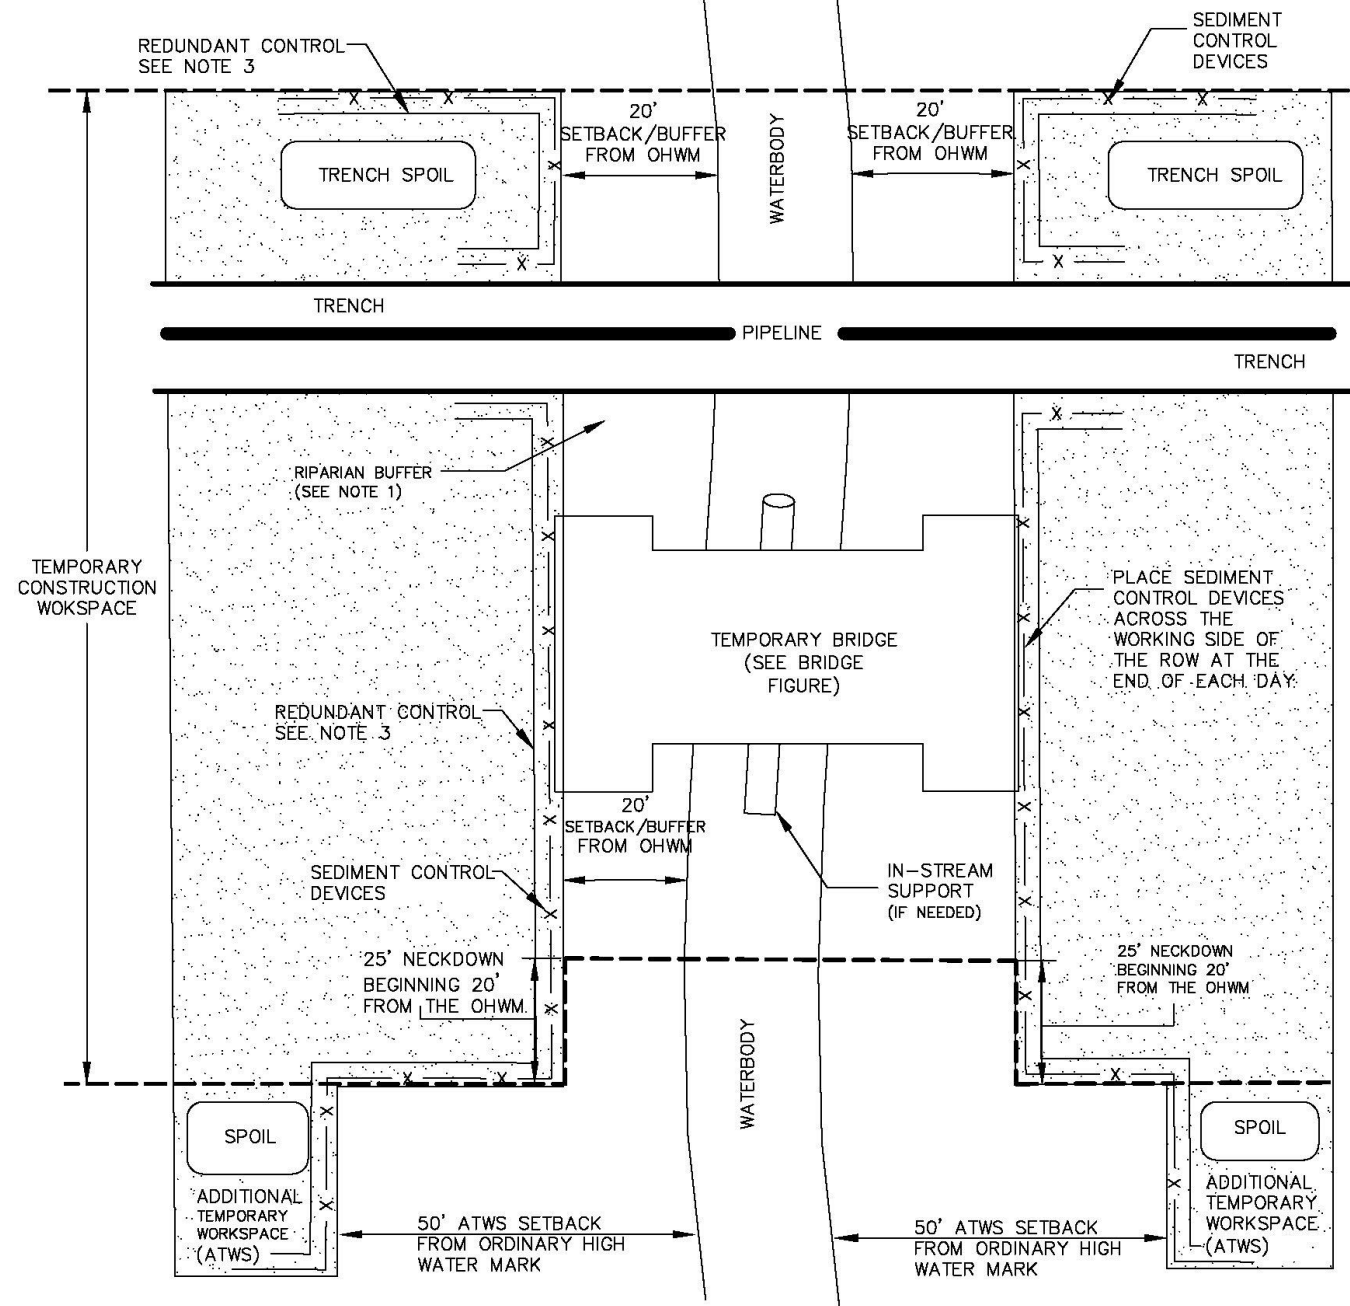 REDUNDANT CONTROL
SEE NOTE 3
SEDIMENT
CONTROL
DEVICES
20'
SETBACK/BUFFER
FROM OHWM
20'
SETBACK/BUFFER
FROM OHWM
WATERBODY
TRENCH SPOIL
TRENCH SPOIL
TRENCH
PIPELINE
TRENCH
RIPARIAN BUFFER
(SEE NOTE 1)
TEMPORARY
CONSTRUCTION
WOKSPACE
PLACE SEDIMENT
CONTROL DEVICES
ACROSS THE
WORKING SIDE OF
THE ROW AT THE
END OF EACH DAY
TEMPORARY BRIDGE
(SEE BRIDGE
FIGURE)
REDUNDANT CONTROL
SEE NOTE 3
20'
SETBACK/BUFFER
FROM OHWM
SEDIMENT CONTROL
DEVICES
IN-STREAM
SUPPORT
(IF NEEDED)
25' NECKDOWN
BEGINNING 20'
FROM THE OHWM.
25' NECKDOWN
BEGINNING 20'
FROM THE OHWM
WATERBODY
SPOIL
SPOIL
ADDITIONAL
TEMPORARY
WORKSPACE
(ATWS)
50' ATWS SETBACK
FROM ORDINARY HIGH
WATER MARK
50' ATWS SETBACK
FROM ORDINARY HIGH
WATER MARK
ADDITIONAL
TEMPORARY
WORKSPACE
(ATWS)